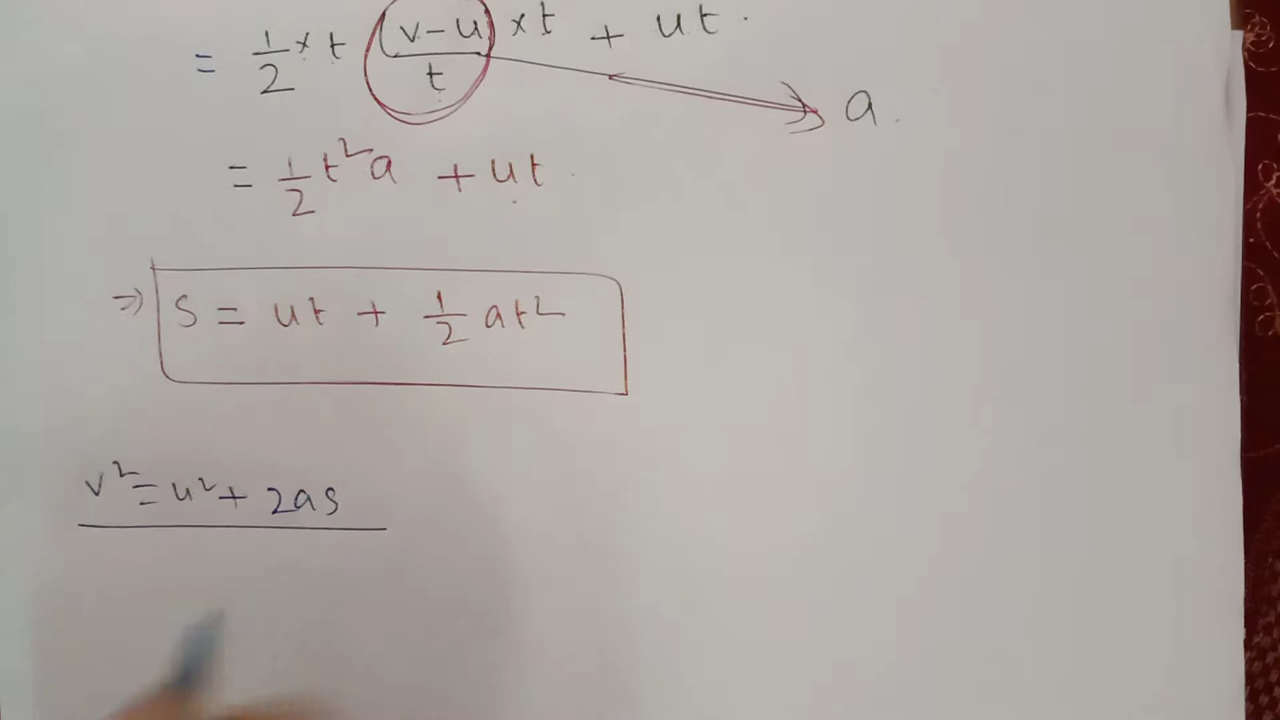 = 1/2 × t (v-u)/t × t + ut.
a.
= 1/2 t²a + ut
⇒ S = ut + 1/2 at²
v² = u² + 2as